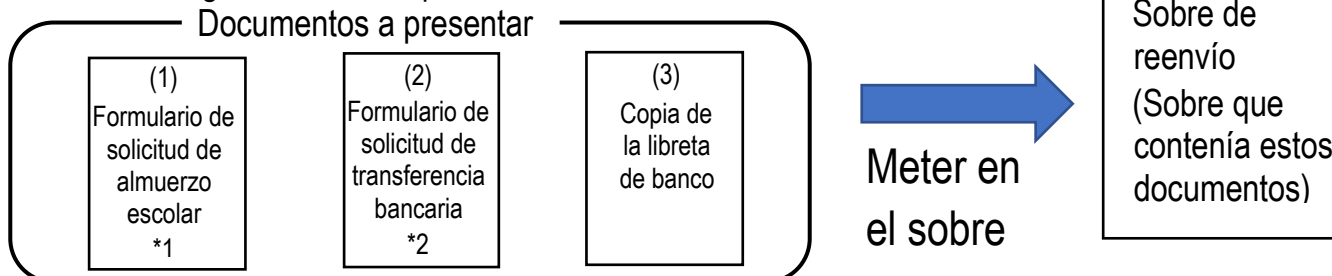 Documentos a presentar
(1)
Formulario de
solicitud de
almuerzo
escolar
*1
(2)
Formulario de
solicitud de
transferencia
bancaria
*2
(3)
Copia de
la libreta
de banco
Meter en
el sobre
Sobre de
reenvío
(Sobre que
contenía estos
documentos)